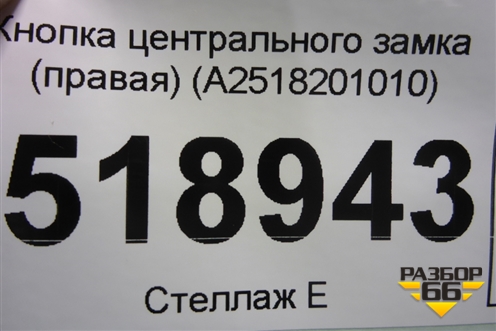 Кнопка центрального замка
(правая) (A2518201010)
518943
Стеллаж Е
РАЗБОР
66